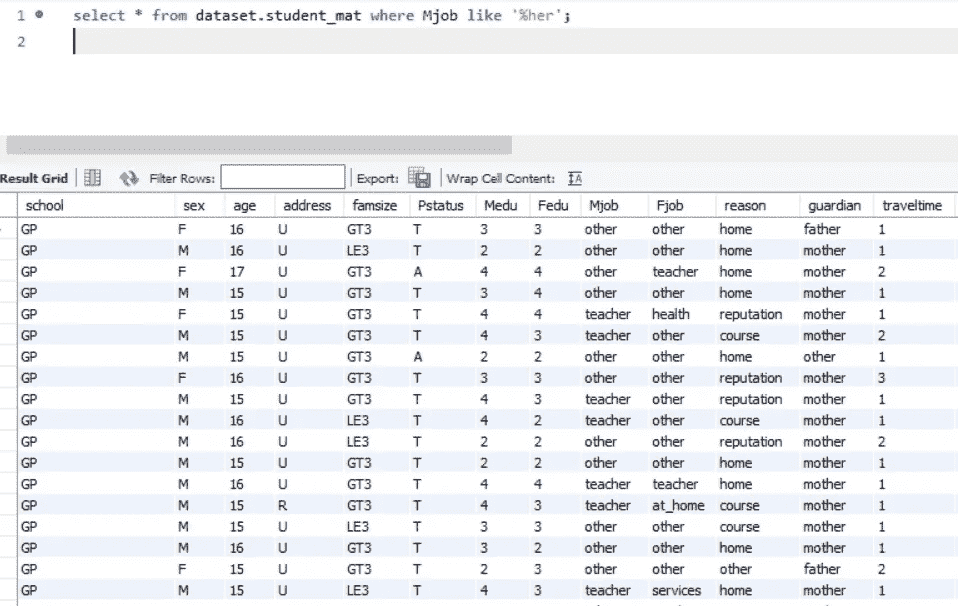 1 select * from dataset.student_mat where Mjob like '%her';
2
Result Grid Filter Rows: Export: Wrap Cell Content:
school sex age address famsize Pstatus Medu Fedu Mjob Fjob reason guardian traveltime
GP F 16 U GT3 T 3 3 other other home father 1
GP M 16 U LE3 T 2 2 other other home mother 1
GP F 17 U GT3 A 4 4 other teacher home mother 2
GP M 15 U GT3 T 3 4 other other home mother 1
GP F 15 U GT3 T 4 4 teacher health reputation mother 1
GP M 15 U GT3 T 4 3 teacher other course mother 2
GP M 15 U GT3 A 2 2 other other home other 1
GP F 16 U GT3 T 3 3 other other reputation mother 3
GP M 15 U GT3 T 4 3 teacher other reputation mother 1
GP M 16 U LE3 T 4 2 teacher other course mother 1
GP M 16 U LE3 T 2 2 other other reputation mother 2
GP M 15 U GT3 T 2 2 other other home mother 1
GP M 16 U GT3 T 4 4 teacher teacher home mother 1
GP M 15 R GT3 T 4 3 teacher at_home course mother 1
GP M 15 U LE3 T 3 3 other other course mother 1
GP M 16 U GT3 T 3 2 other other home mother 1
GP F 15 U GT3 T 2 3 other other other father 2
GP M 15 U LE3 T 4 3 teacher services home mother 1